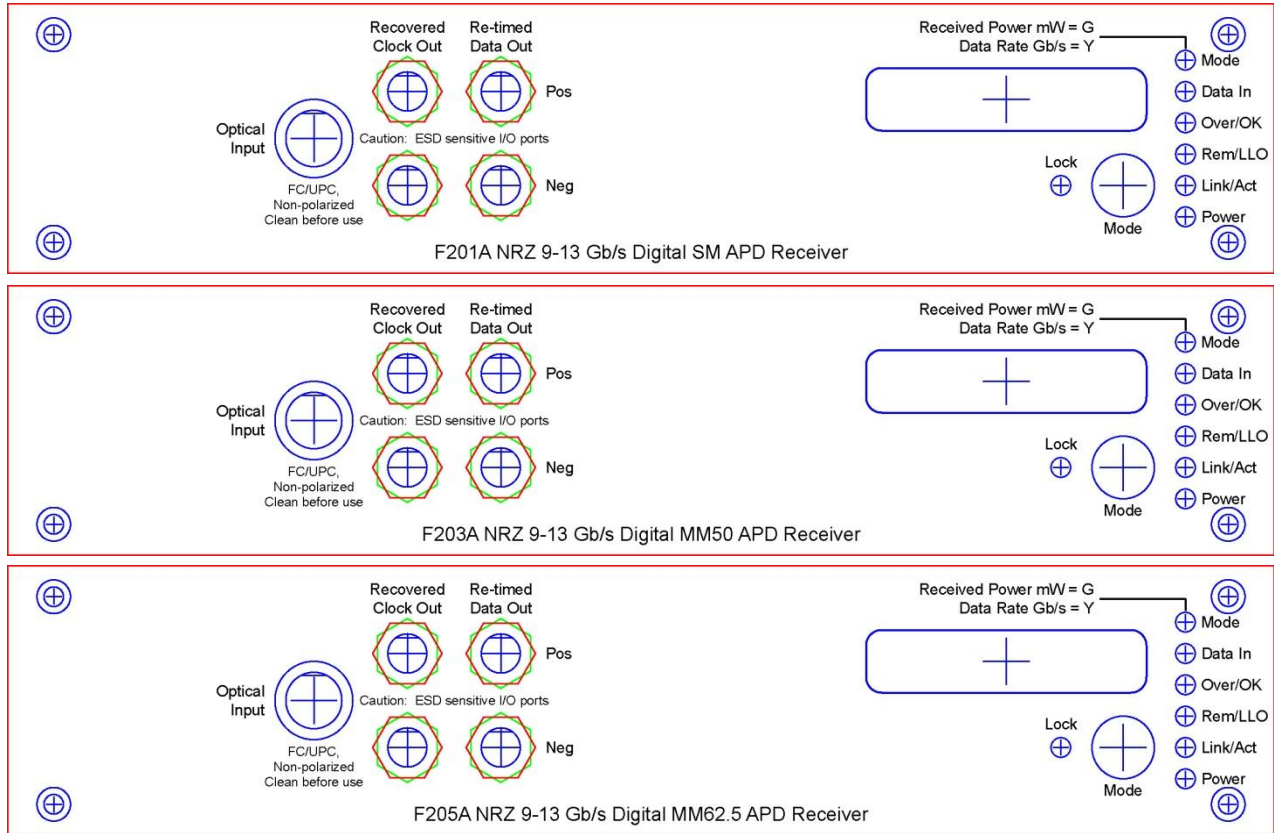 Recovered
Clock Out
Re-timed
Data Out
Received Power mW = G
Data Rate Gb/s = Y
Mode
Pos
Data In
Optical
Input
Caution: ESD sensitive I/O ports
Over/OK
Lock
Rem/LLO
FC/UPC,
Non-polarized
Clean before use
Neg
Link/Act
Mode
Power
F201A NRZ 9-13 Gb/s Digital SM APD Receiver
Recovered
Clock Out
Re-timed
Data Out
Received Power mW = G
Data Rate Gb/s = Y
Mode
Pos
Data In
Optical
Input
Caution: ESD sensitive I/O ports
Over/OK
Lock
Rem/LLO
FC/UPC,
Non-polarized
Clean before use
Neg
Link/Act
Mode
Power
F203A NRZ 9-13 Gb/s Digital MM50 APD Receiver
Recovered
Clock Out
Re-timed
Data Out
Received Power mW = G
Data Rate Gb/s = Y
Mode
Pos
Data In
Optical
Input
Caution: ESD sensitive I/O ports
Over/OK
Lock
Rem/LLO
FC/UPC,
Non-polarized
Clean before use
Neg
Link/Act
Mode
Power
F205A NRZ 9-13 Gb/s Digital MM62.5 APD Receiver